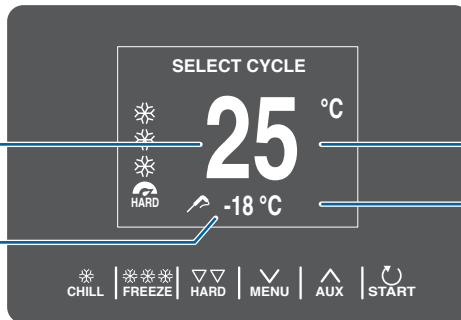 SELECT CYCLE
25 °C
HARD
-18 °C
CHILL FREEZE HARD MENU AUX START